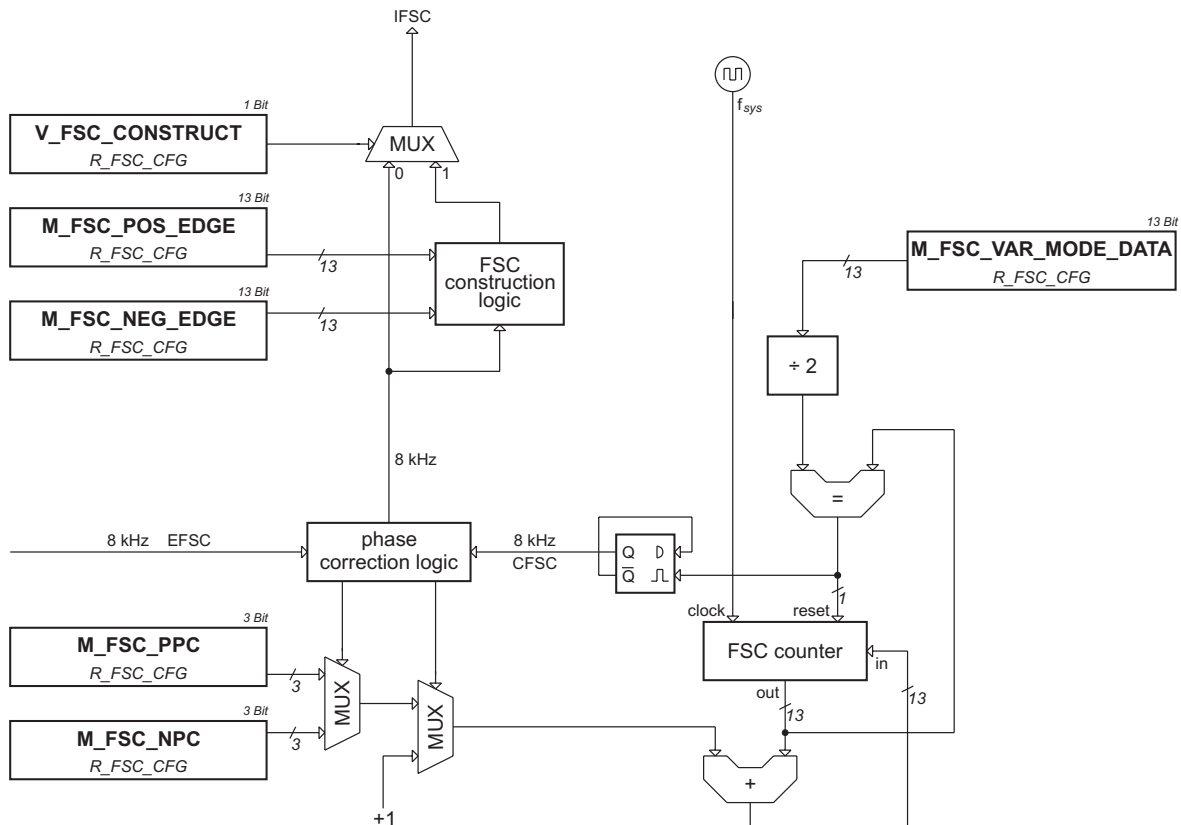 IFSC
1 Bit
V_FSC_CONSTRUCT
R_FSC_CFG
MUX
0
1
fsys
13 Bit
M_FSC_POS_EDGE
R_FSC_CFG
13
FSC
construction
logic
13 Bit
M_FSC_NEG_EDGE
R_FSC_CFG
13
13 Bit
M_FSC_VAR_MODE_DATA
R_FSC_CFG
13
÷ 2
8 kHz
=
8 kHz EFSC
phase
correction logic
8 kHz
CFSC
Q D
Q̅
1
clock
reset
FSC counter
in
out
13
13
3 Bit
M_FSC_PPC
R_FSC_CFG
3
MUX
MUX
3 Bit
M_FSC_NPC
R_FSC_CFG
3
+1
+